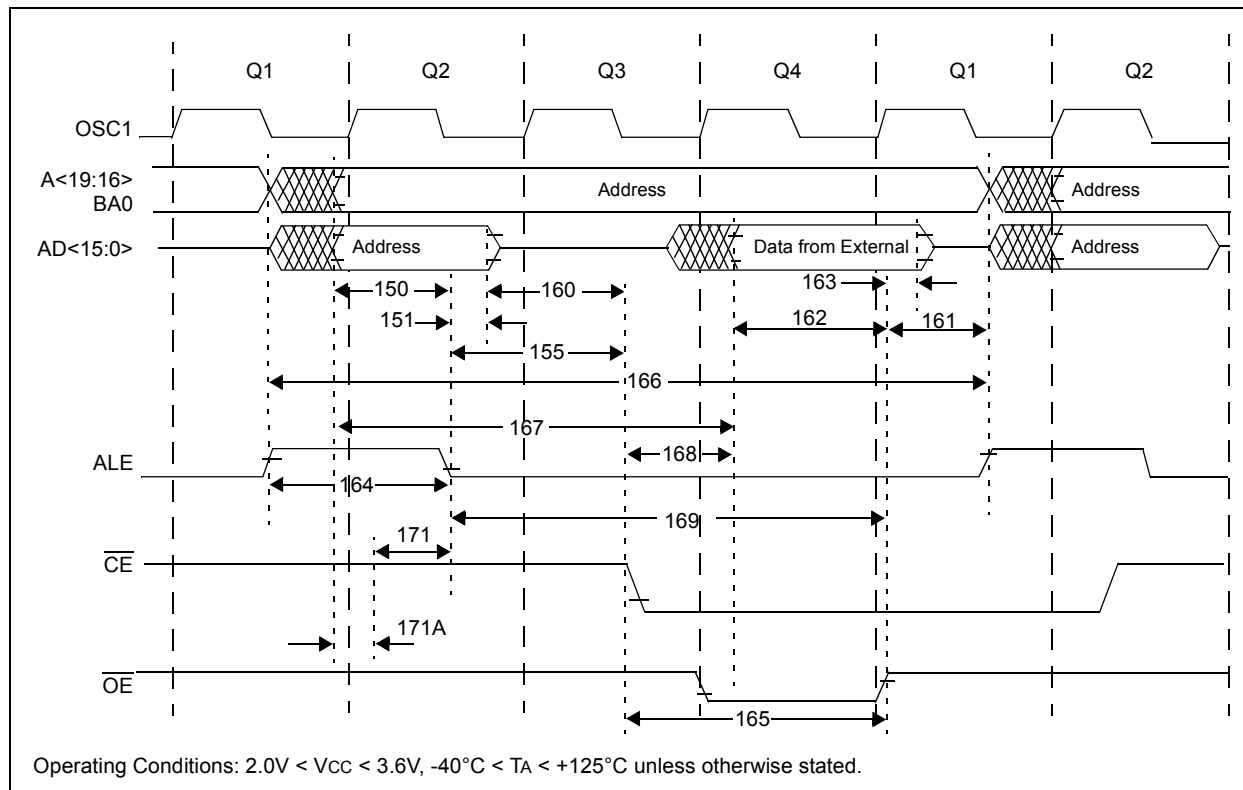 Q1 Q2 Q3 Q4 Q1 Q2
OSC1
A<19:16>
BA0
Address
Address
AD<15:0>
Address
Data from External
Address
150
160
163
151
162
161
155
166
167
168
ALE
164
169
171
CE
171A
OE
165
Operating Conditions: 2.0V < VCC < 3.6V, -40°C < TA < +125°C unless otherwise stated.